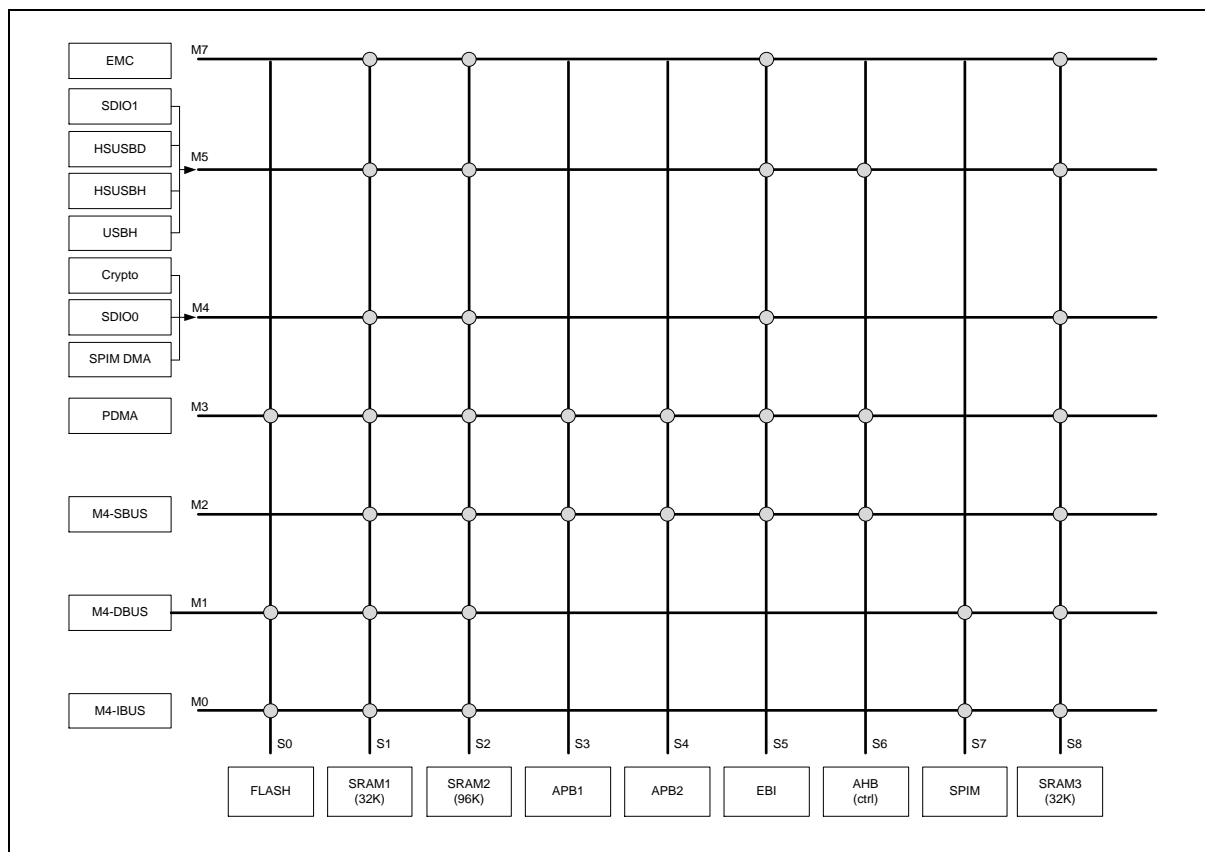 M7
EMC
SDIO1
HSUSBD
M5
HSUSBH
USBH
Crypto
M4
SDIO0
SPIM DMA
M3
PDMA
M2
M4-SBUS
M1
M4-DBUS
M0
M4-IBUS
S0 S1 S2 S3 S4 S5 S6 S7 S8
FLASH
SRAM1
(32K)
SRAM2
(96K)
APB1
APB2
EBI
AHB
(ctrl)
SPIM
SRAM3
(32K)